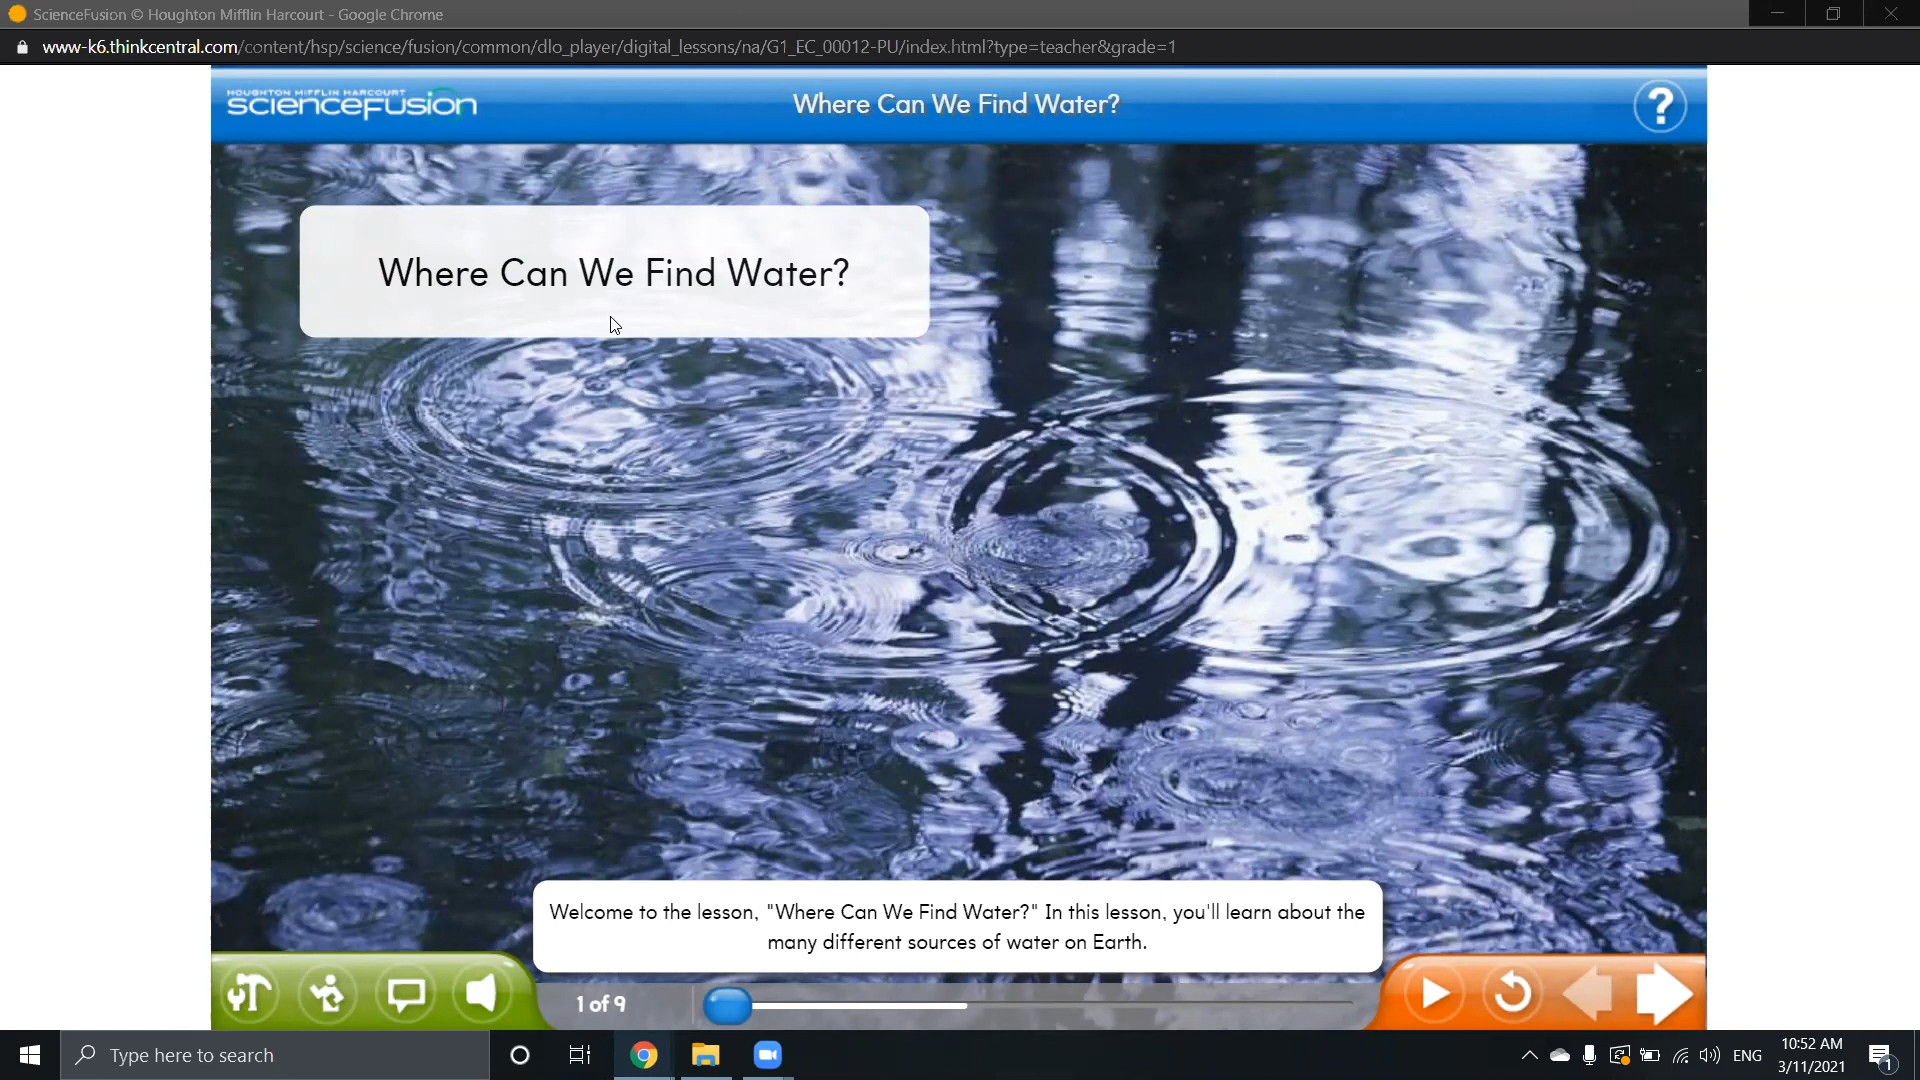 ScienceFusion © Houghton Mifflin Harcourt - Google Chrome
www-k6.thinkcentral.com/content/hsp/science/fusion/common/dlo_player/digital_lessons/na/G1_EC_00012-PU/index.html?type=teacher&grade=1
HOUGHTON MIFFLIN HARCOURT
scienceFusion
Where Can We Find Water?
?
Where Can We Find Water?
Welcome to the lesson, "Where Can We Find Water?" In this lesson, you'll learn about the
many different sources of water on Earth.
1 of 9
Type here to search
ENG
10:52 AM
3/11/2021
1